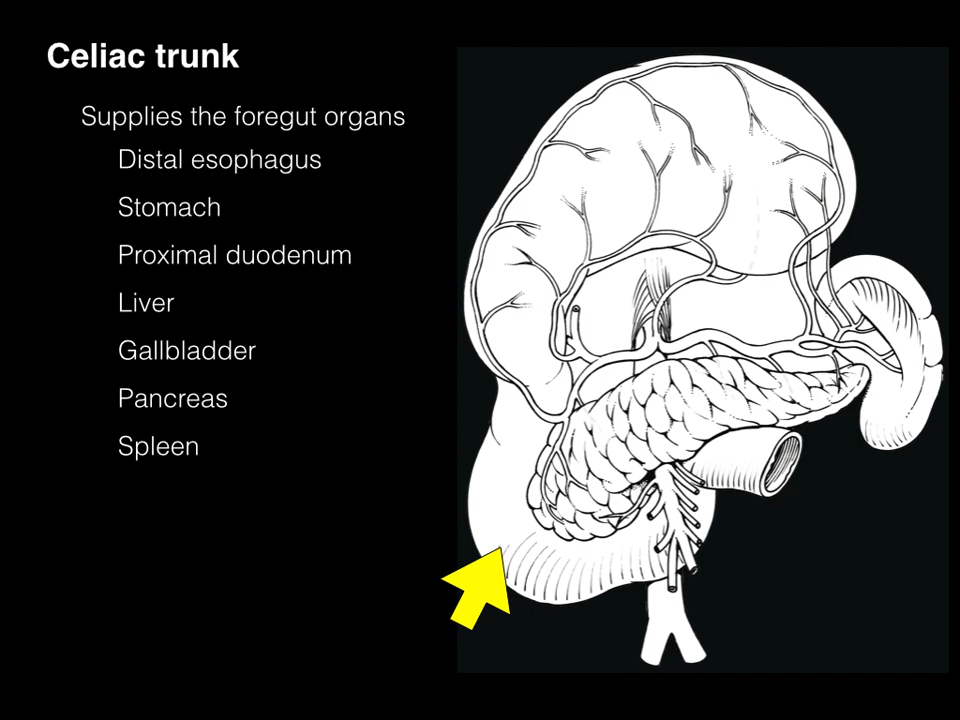 Celiac trunk
Supplies the foregut organs
Distal esophagus
Stomach
Proximal duodenum
Liver
Gallbladder
Pancreas
Spleen